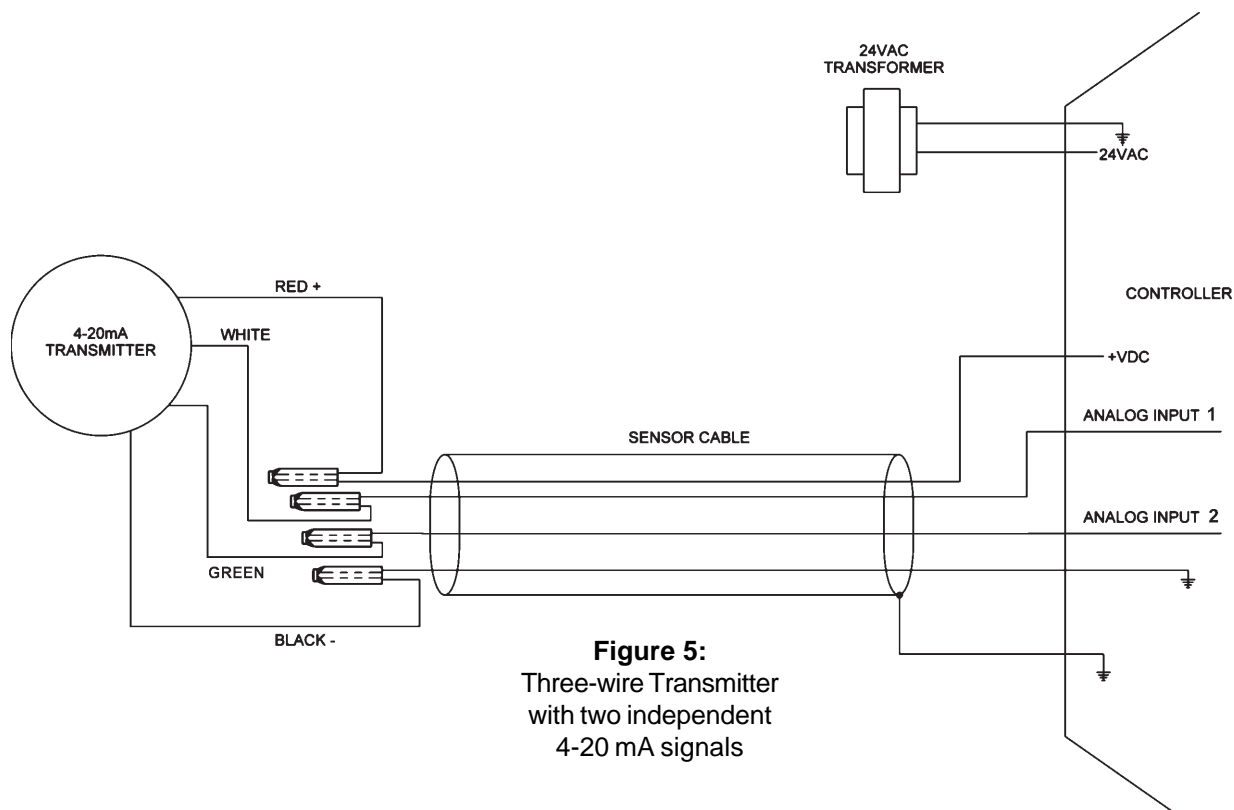 24VAC
TRANSFORMER
24VAC
CONTROLLER
RED +
4-20mA
TRANSMITTER
WHITE
+VDC
ANALOG INPUT 1
SENSOR CABLE
ANALOG INPUT 2
GREEN
BLACK -
Figure 5:
Three-wire Transmitter
with two independent
4-20 mA signals